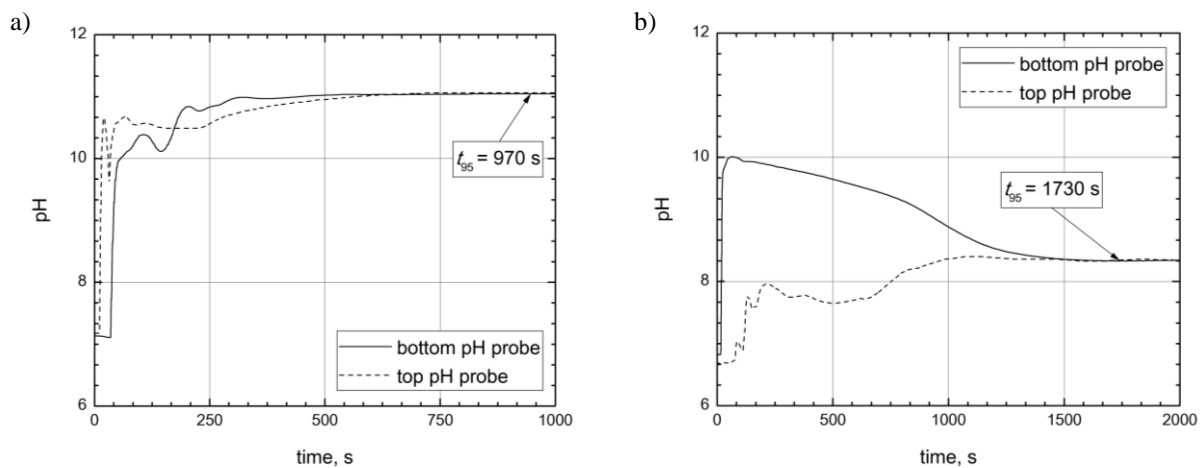 a)
12
10
8
6
pH
0
250
500
750
1000
time, s
t95 = 970 s
bottom pH probe
top pH probe
b)
12
10
8
6
pH
0
500
1000
1500
2000
time, s
bottom pH probe
top pH probe
t95 = 1730 s